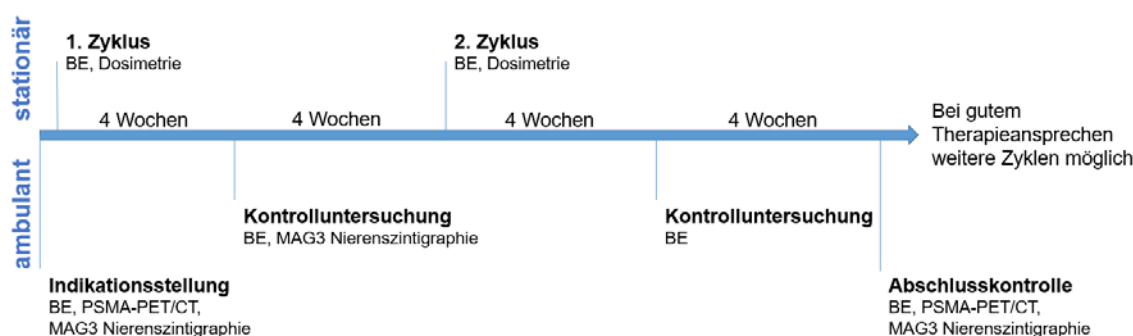 stationär
1. Zyklus
BE, Dosimetrie
2. Zyklus
BE, Dosimetrie
4 Wochen
4 Wochen
4 Wochen
4 Wochen
Bei gutem
Therapieansprechen
weitere Zyklen möglich
ambulant
Kontrolluntersuchung
BE, MAG3 Nierenszintigraphie
Kontrolluntersuchung
BE
Indikationsstellung
BE, PSMA-PET/CT,
MAG3 Nierenszintigraphie
Abschlusskontrolle
BE, PSMA-PET/CT,
MAG3 Nierenszintigraphie